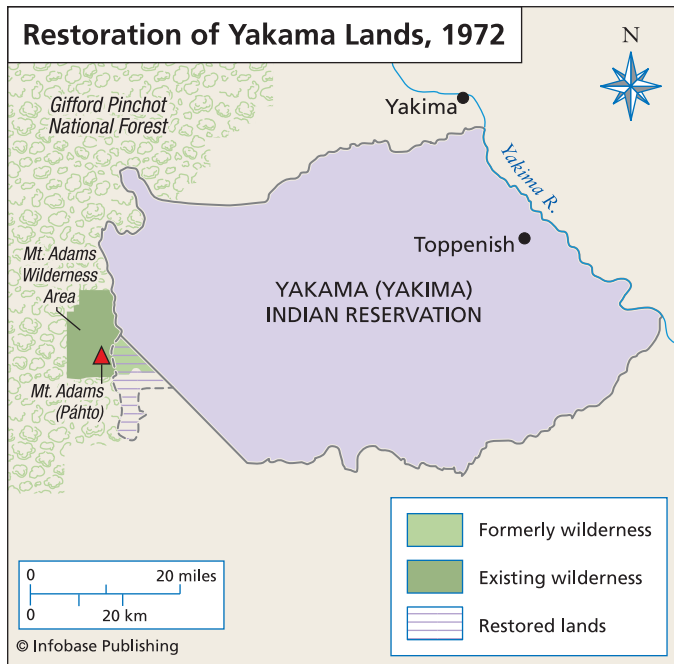 Restoration of Yakama Lands, 1972
N
Gifford Pinchot
National Forest
Yakima
Yakima R.
Toppenish
Mt. Adams
Wilderness
Area
YAKAMA (YAKIMA)
INDIAN RESERVATION
Mt. Adams
(Páhto)
Formerly wilderness
Existing wilderness
Restored lands
0 20 miles
0 20 km
© Infobase Publishing